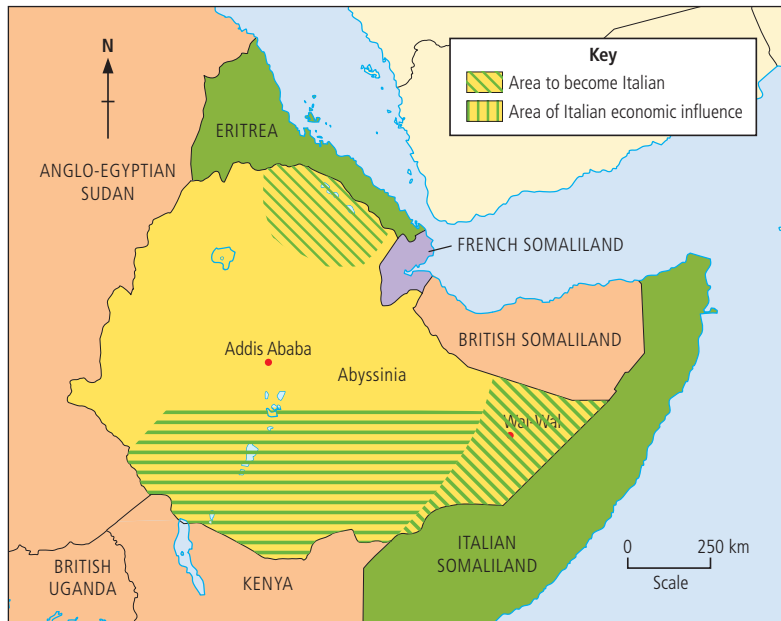 N
Key
Area to become Italian
Area of Italian economic influence
ERITREA
ANGLO-EGYPTIAN
SUDAN
FRENCH SOMALILAND
BRITISH SOMALILAND
Addis Ababa
Abyssinia
Wal Wal
ITALIAN
SOMALILAND
0 250 km
Scale
BRITISH
UGANDA
KENYA